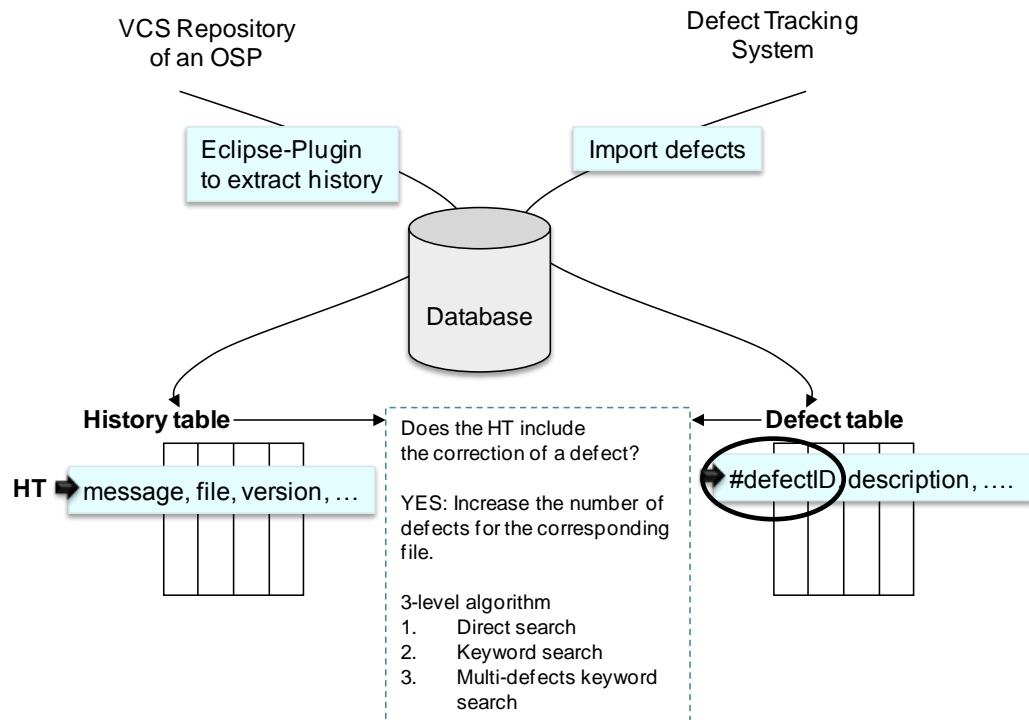 VCS Repository
of an OSP
Defect Tracking
System
Eclipse-Plugin
to extract history
Import defects
Database
History table
Defect table
HT
message, file, version, …
#defectID, description, ….
Does the HT include
the correction of a defect?
YES: Increase the number of
defects for the corresponding
file.
3-level algorithm
1. Direct search
2. Keyword search
3. Multi-defects keyword
search